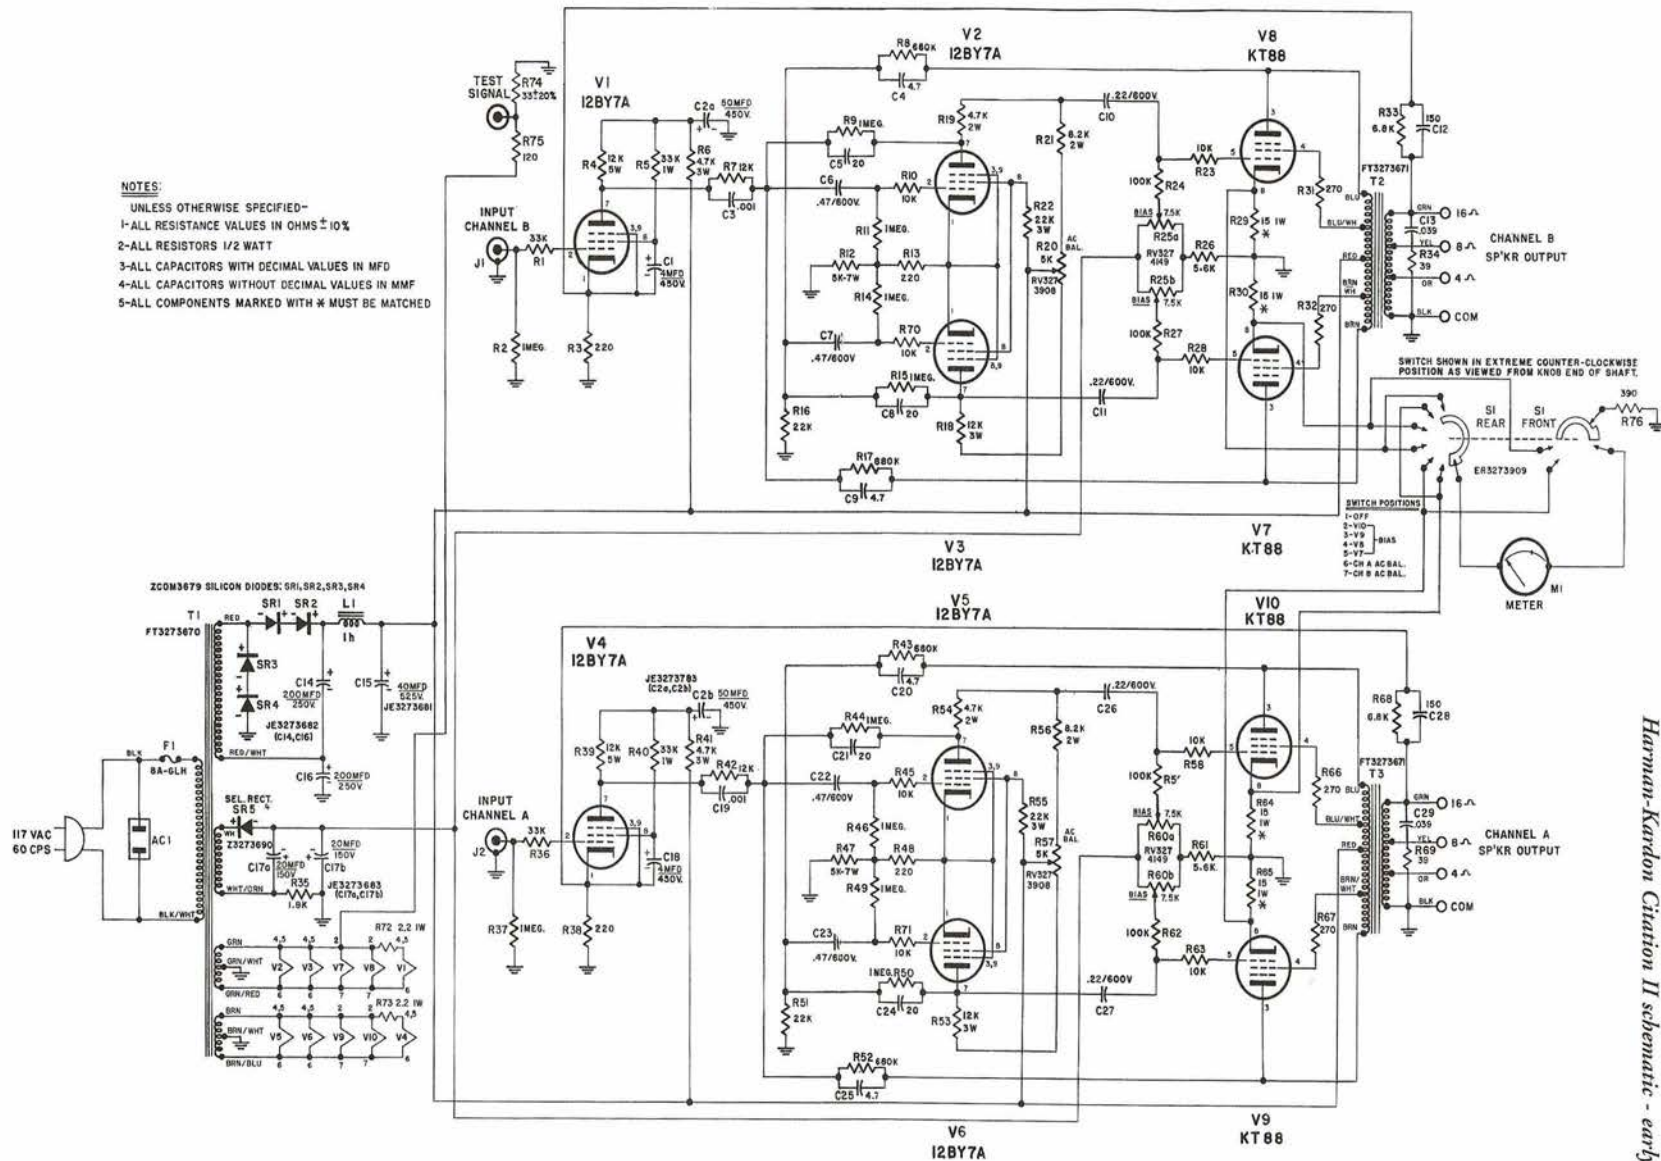 NOTES:
UNLESS OTHERWISE SPECIFIED-
1-ALL RESISTANCE VALUES IN OHMS ± 10%
2-ALL RESISTORS 1/2 WATT
3-ALL CAPACITORS WITH DECIMAL VALUES IN MFD
4-ALL CAPACITORS WITHOUT DECIMAL VALUES IN MMF
5-ALL COMPONENTS MARKED WITH * MUST BE MATCHED
TEST SIGNAL
R74
33±20%
R75
120
INPUT
CHANNEL B
J1
33K
R1
R2
1MEG.
V1
12BY7A
R4
12K
5W
R5
33K
1W
R6
4.7K
3W
C2a
50MFD
450V.
R7 12K
C3
.001
C1
4MFD
450V.
R3
220
V2
12BY7A
R8 680K
4.7
C4
R9 1MEG.
C5 20
R19
4.7K
2W
R21
8.2K
2W
.22/600V.
C10
C6
.47/600V
R10
10K
R11
1MEG.
R12
5K-7W
R13
220
R14
1MEG.
C7
.47/600V
R70
10K
R15 1MEG.
C8 20
R16
22K
R17 680K
C9 4.7
R18
12K
3W
R22
22K
3W
R20
5K
AC
BAL.
RV327
3908
.22/600V.
C11
V3
12BY7A
V8
KT88
10K
R23
100K
R24
BIAS
7.5K
R25a
RV327
4149
R25b
BIAS
7.5K
R26
5.6K
100K
R27
R28
10K
R29
15 1W
*
R30
15 1W
*
R31
270
R32
270
V7
KT88
R33
6.8K
150
C12
FT3273671
T2
BLU
BLU/WH
RED
BRN
WH
BRN
GRN
16 Ω
C13
.039
YEL
8 Ω
R34
39
OR
4 Ω
BLK
COM
CHANNEL B
SP'KR OUTPUT
SWITCH SHOWN IN EXTREME COUNTER-CLOCKWISE
POSITION AS VIEWED FROM KNOB END OF SHAFT.
S1
REAR
S1
FRONT
390
R76
ER3273909
SWITCH POSITIONS
1-OFF
2-V10
3-V9
4-V8
5-V7
BIAS
6-CH A AC BAL.
7-CH B AC BAL.
METER
M1
ZCOM3679 SILICON DIODES: SR1,SR2,SR3,SR4
T1
FT3273670
RED
SR1
SR2
L1
1h
SR3
SR4
C14
200MFD
250V.
JE3273682
(C14,C16)
C15
40MFD
525V.
JE3273681
RED/WHT
C16
200MFD
250V
BLK
F1
8A-GLH
117 VAC
60 CPS
AC1
BLK/WHT
SEL. RECT.
SR5
WH
Z3273690
C17a
20MFD
150V
20MFD
150V
C17b
WHT/ORN
R35
1.8K
JE3273683
(C17a,C17b)
GRN
GRN/WHT
GRN/RED
R72 2.2 1W
V2
V3
V7
V8
V1
BRN
BRN/WHT
BRN/BLU
R73 2.2 1W
V5
V6
V9
V10
V4
INPUT
CHANNEL A
J2
33K
R36
R37
1MEG.
V4
12BY7A
JE3273783
(C2a,C2b)
C2b
50MFD
450V.
R39
12K
5W
R40
33K
1W
R41
4.7K
3W
R42 12K
C19
.001
C18
4MFD
450V.
R38
220
V5
12BY7A
R43 680K
4.7
C20
R44 1MEG.
C21 20
R54
4.7K
2W
R56
8.2K
2W
.22/600V.
C26
C22
.47/600V
R45
10K
R46
1MEG.
R47
5K-7W
R48
220
R49
1MEG.
C23
.47/600V.
R71
10K
R50
C24 20
R51
22K
R52 680K
C25 4.7
R53
12K
3W
R55
22K
3W
R57
5K
AC
BAL.
RV327
3908
.22/600V
C27
V6
12BY7A
V10
KT88
10K
R58
100K
BIAS
7.5K
R60a
RV327
4149
R60b
BIAS
7.5K
R61
5.6K
100K
R62
R63
10K
R64
15
1W
*
R65
15
1W
*
R66
270
R67
270
V9
KT88
R68
6.8K
150
C28
FT3273671
T3
BLU
BLU/WHT
RED
BRN/
WHT
BRN
GRN
16 Ω
C29
.039
YEL
8 Ω
R69
39
OR
4 Ω
BLK
COM
CHANNEL A
SP'KR OUTPUT
Harman-Kardon Citation II schematic - early